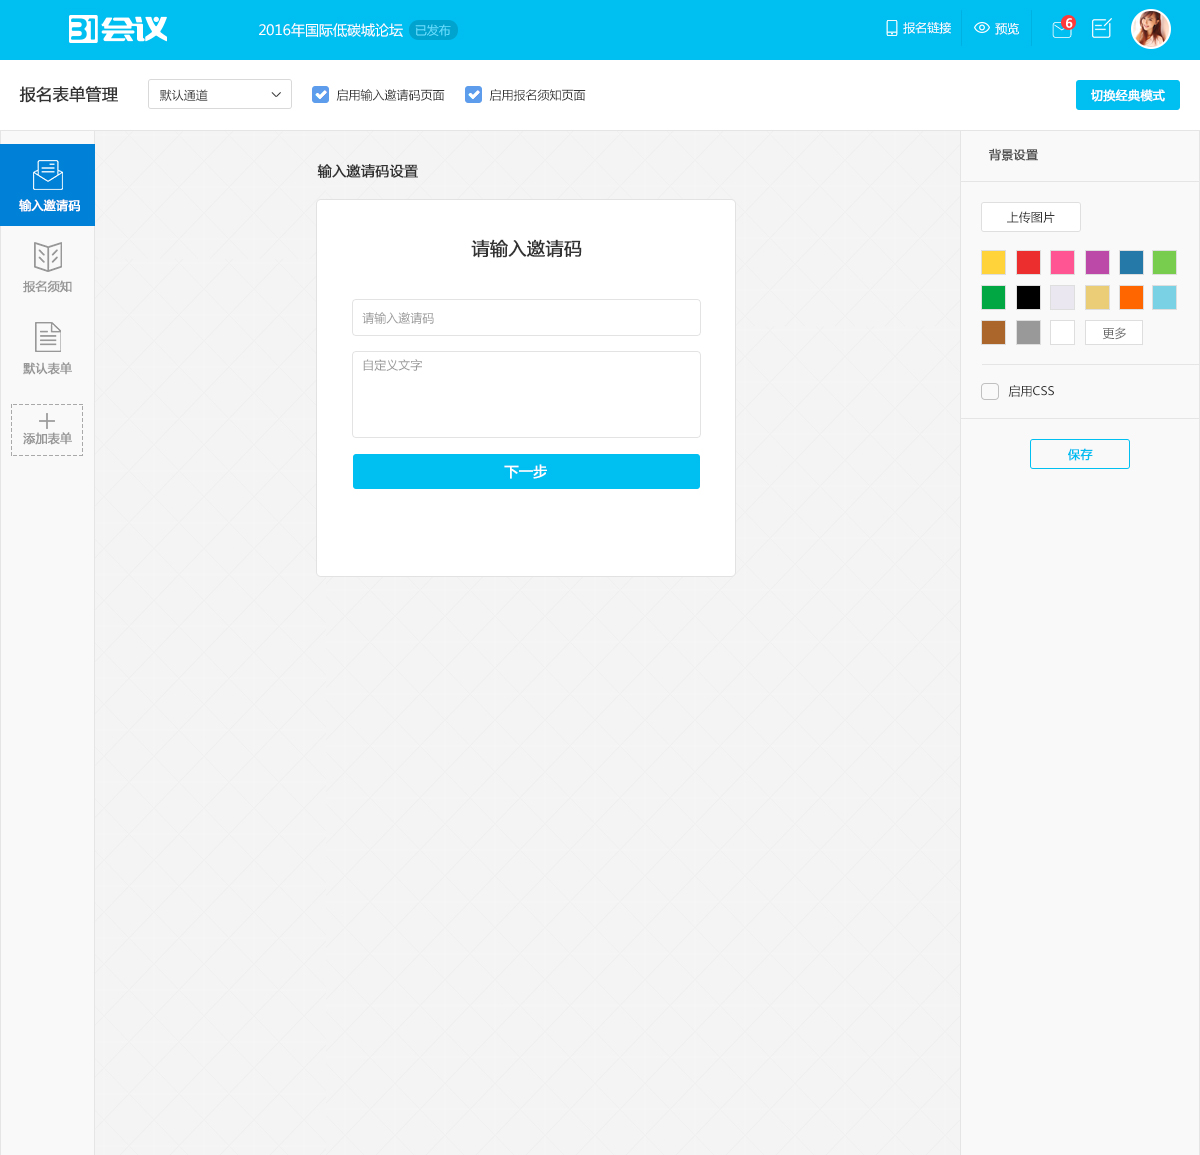 31会议
2016年国际低碳城论坛 已发布
报名链接 预览 6
报名表单管理 默认通道 启用输入邀请码页面 启用报名须知页面 切换经典模式
输入邀请码
报名须知
默认表单
添加表单
输入邀请码设置
请输入邀请码
请输入邀请码
自定义文字
下一步
背景设置
上传图片
更多
启用CSS
保存